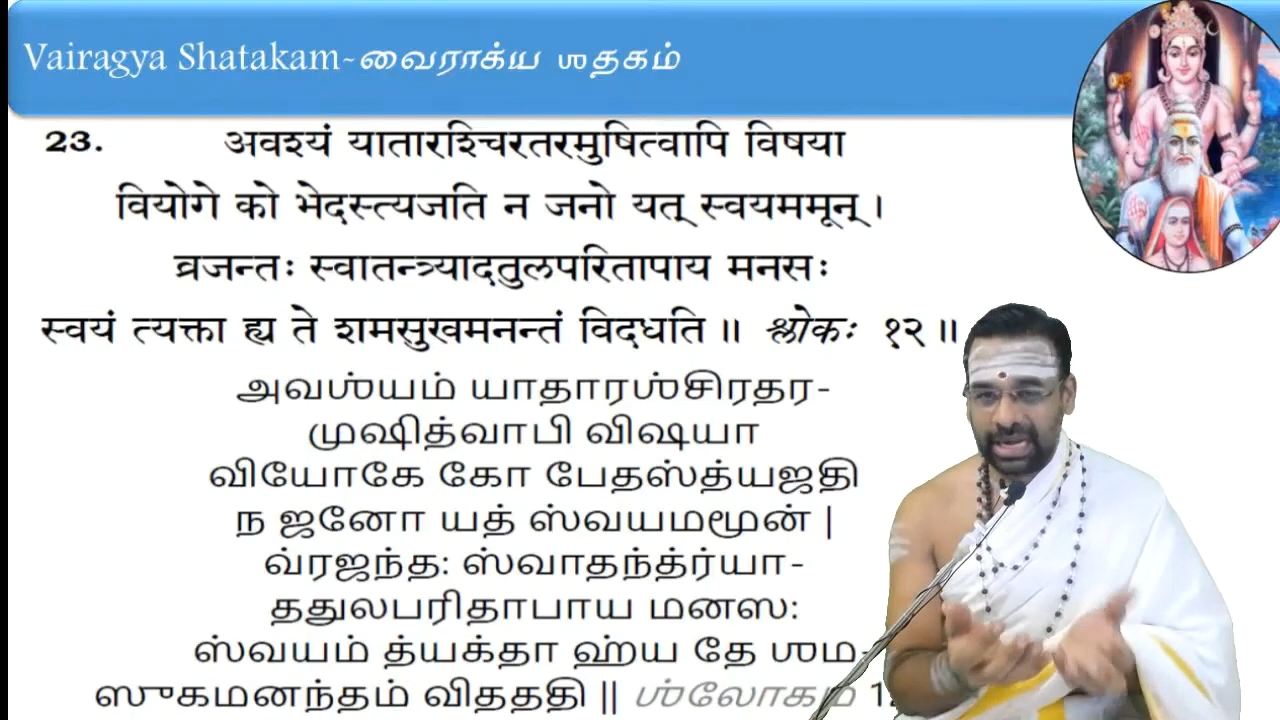 Vairagya Shatakam-வைராக்ய ஶதகம்
23. अवश्यं यातारश्चिरतरमुषित्वापि विषया
वियोगे को भेदस्त्यजति न जनो यत् स्वयममून् ।
व्रजन्तः स्वातन्त्र्यादतुलपरितापाय मनसः
स्वयं त्यक्ता ह्य ते शमसुखमनन्तं विदधति ॥ श्लोकः १२ ॥
அவஶ்யம் யாதாரஶ்சிரதர-
முஷித்வாபி விஷயா
வியோகே கோ பேதஸ்த்யஜதி
ந ஜனோ யத் ஸ்வயமமூன் |
வ்ரஜந்த: ஸ்வாதந்த்ர்யா-
ததுலபரிதாபாய மனஸ:
ஸ்வயம் த்யக்தா ஹ்ய தே ஶம-
ஸுகமனந்தம் விதததி || ஶ்லோகம்